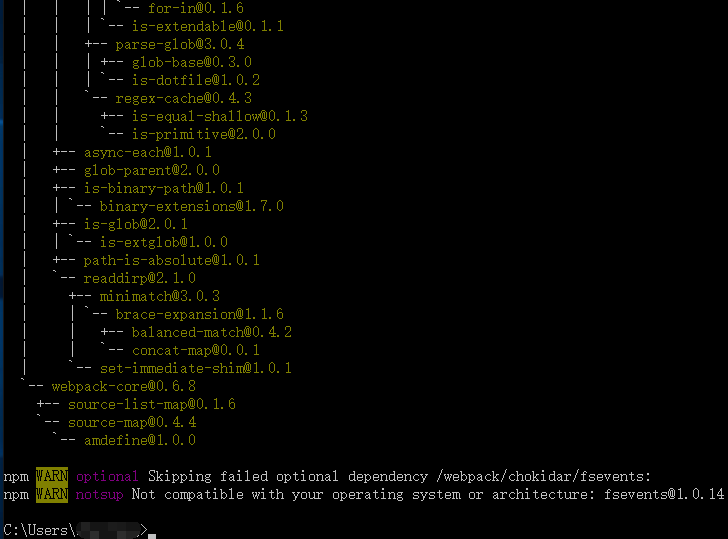 |   |   | | | `-- for-in@0.1.6
|   |   | | `-- is-extendable@0.1.1
|   |   +-- parse-glob@3.0.4
|   |   | +-- glob-base@0.3.0
|   |   | `-- is-dotfile@1.0.2
|   |   `-- regex-cache@0.4.3
|   |     +-- is-equal-shallow@0.1.3
|   |     `-- is-primitive@2.0.0
|   +-- async-each@1.0.1
|   +-- glob-parent@2.0.0
|   +-- is-binary-path@1.0.1
|   | `-- binary-extensions@1.7.0
|   +-- is-glob@2.0.1
|   | `-- is-extglob@1.0.0
|   +-- path-is-absolute@1.0.1
|   `-- readdirp@2.1.0
|     +-- minimatch@3.0.3
|     | `-- brace-expansion@1.1.6
|     |   +-- balanced-match@0.4.2
|     |   `-- concat-map@0.0.1
|     `-- set-immediate-shim@1.0.1
`-- webpack-core@0.6.8
  +-- source-list-map@0.1.6
  `-- source-map@0.4.4
    `-- amdefine@1.0.0
npm WARN optional Skipping failed optional dependency /webpack/chokidar/fsevents:
npm WARN notsup Not compatible with your operating system or architecture: fsevents@1.0.14
C:\Users\>